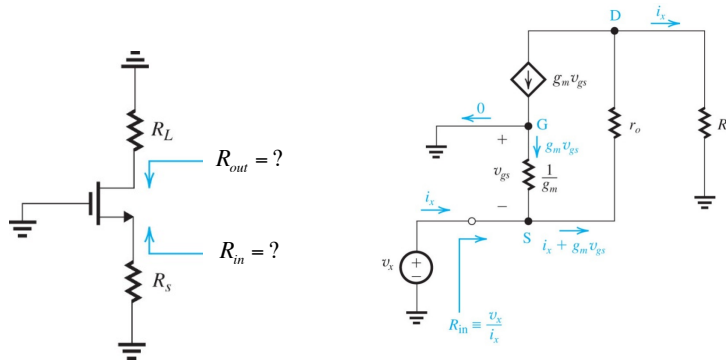 R_L
R_out = ?
R_in = ?
R_s
D
i_x
g_m v_gs
0
G
+
g_m v_gs
v_gs
1/g_m
r_o
R
−
i_x
S
i_x + g_m v_gs
v_x
+
−
R_in ≡ v_x/i_x